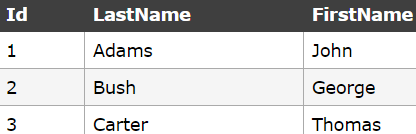 Id LastName FirstName
1 Adams John
2 Bush George
3 Carter Thomas